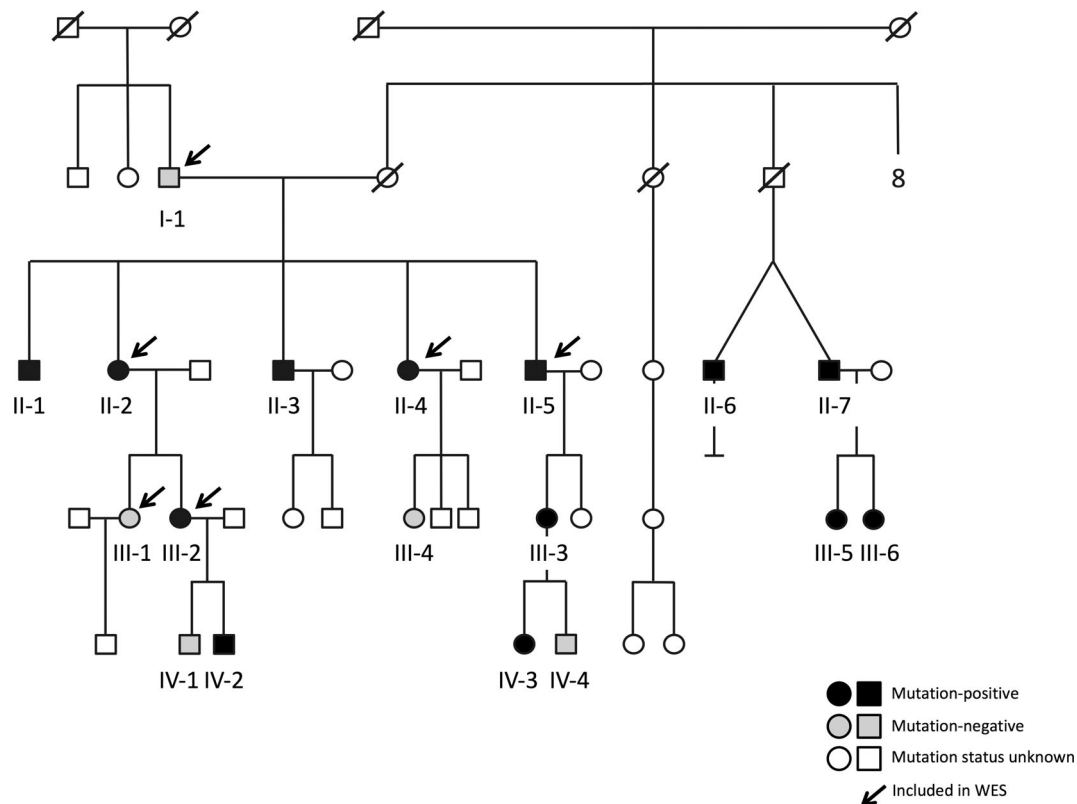 8
I-1
II-1 II-2 II-3 II-4 II-5 II-6 II-7
III-1 III-2 III-4 III-3 III-5 III-6
IV-1 IV-2 IV-3 IV-4
Mutation-positive
Mutation-negative
Mutation status unknown
Included in WES